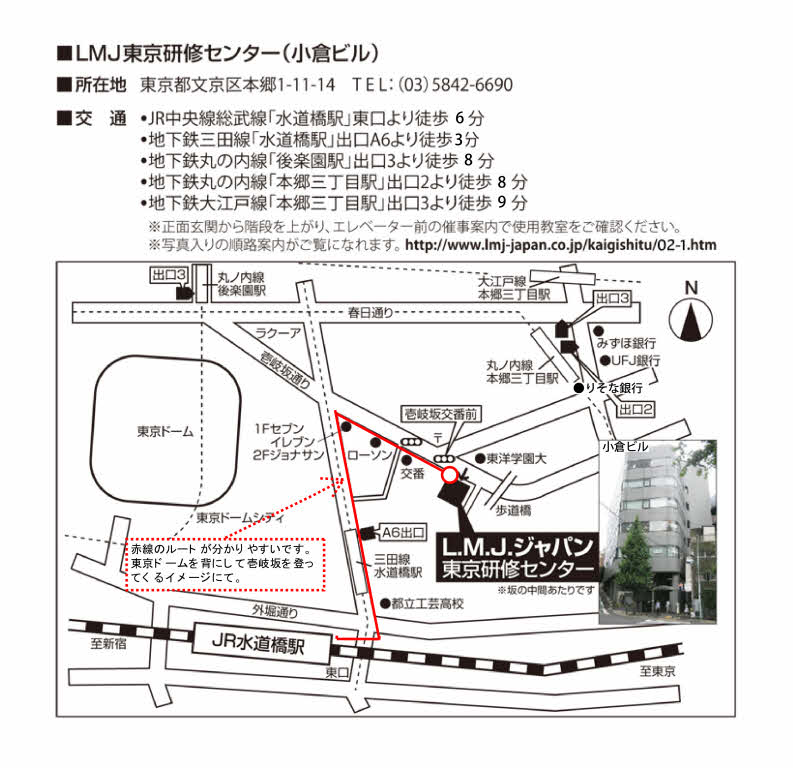 ■LMJ東京研修センター（小倉ビル）
■所在地 東京都文京区本郷1-11-14 TEL：（03）5842-6690
■交 通 •JR中央線総武線「水道橋駅」東口より徒歩 6 分
•地下鉄三田線「水道橋駅」出口A6より徒歩3分
•地下鉄丸の内線「後楽園駅」出口3より徒歩 8 分
•地下鉄丸の内線「本郷三丁目駅」出口2より徒歩 8 分
•地下鉄大江戸線「本郷三丁目駅」出口3より徒歩 9 分
※正面玄関から階段を上がり、エレベーター前の催事案内で使用教室をご確認ください。
※写真入りの順路案内がご覧になれます。http://www.lmj-japan.co.jp/kaigishitu/02-1.htm
出口3
丸ノ内線
後楽園駅
大江戸線
本郷三丁目駅
出口3
N
春日通り
ラクーア
壱岐坂通り
みずほ銀行
UFJ銀行
丸ノ内線
本郷三丁目駅
りそな銀行
出口2
東京ドーム
1Fセブン
イレブン
2Fジョナサン
ローソン
壱岐坂交番前
〒
交番
東洋学園大
小倉ビル
歩道橋
東京ドームシティ
A6出口
赤線のルートが分かりやすいです。
東京ドームを背にして壱岐坂を登っ
てくるイメージにて。
三田線
水道橋駅
L.M.J.ジャパン
東京研修センター
※坂の中間あたりです
都立工芸高校
外堀通り
至新宿
JR水道橋駅
東口
至東京